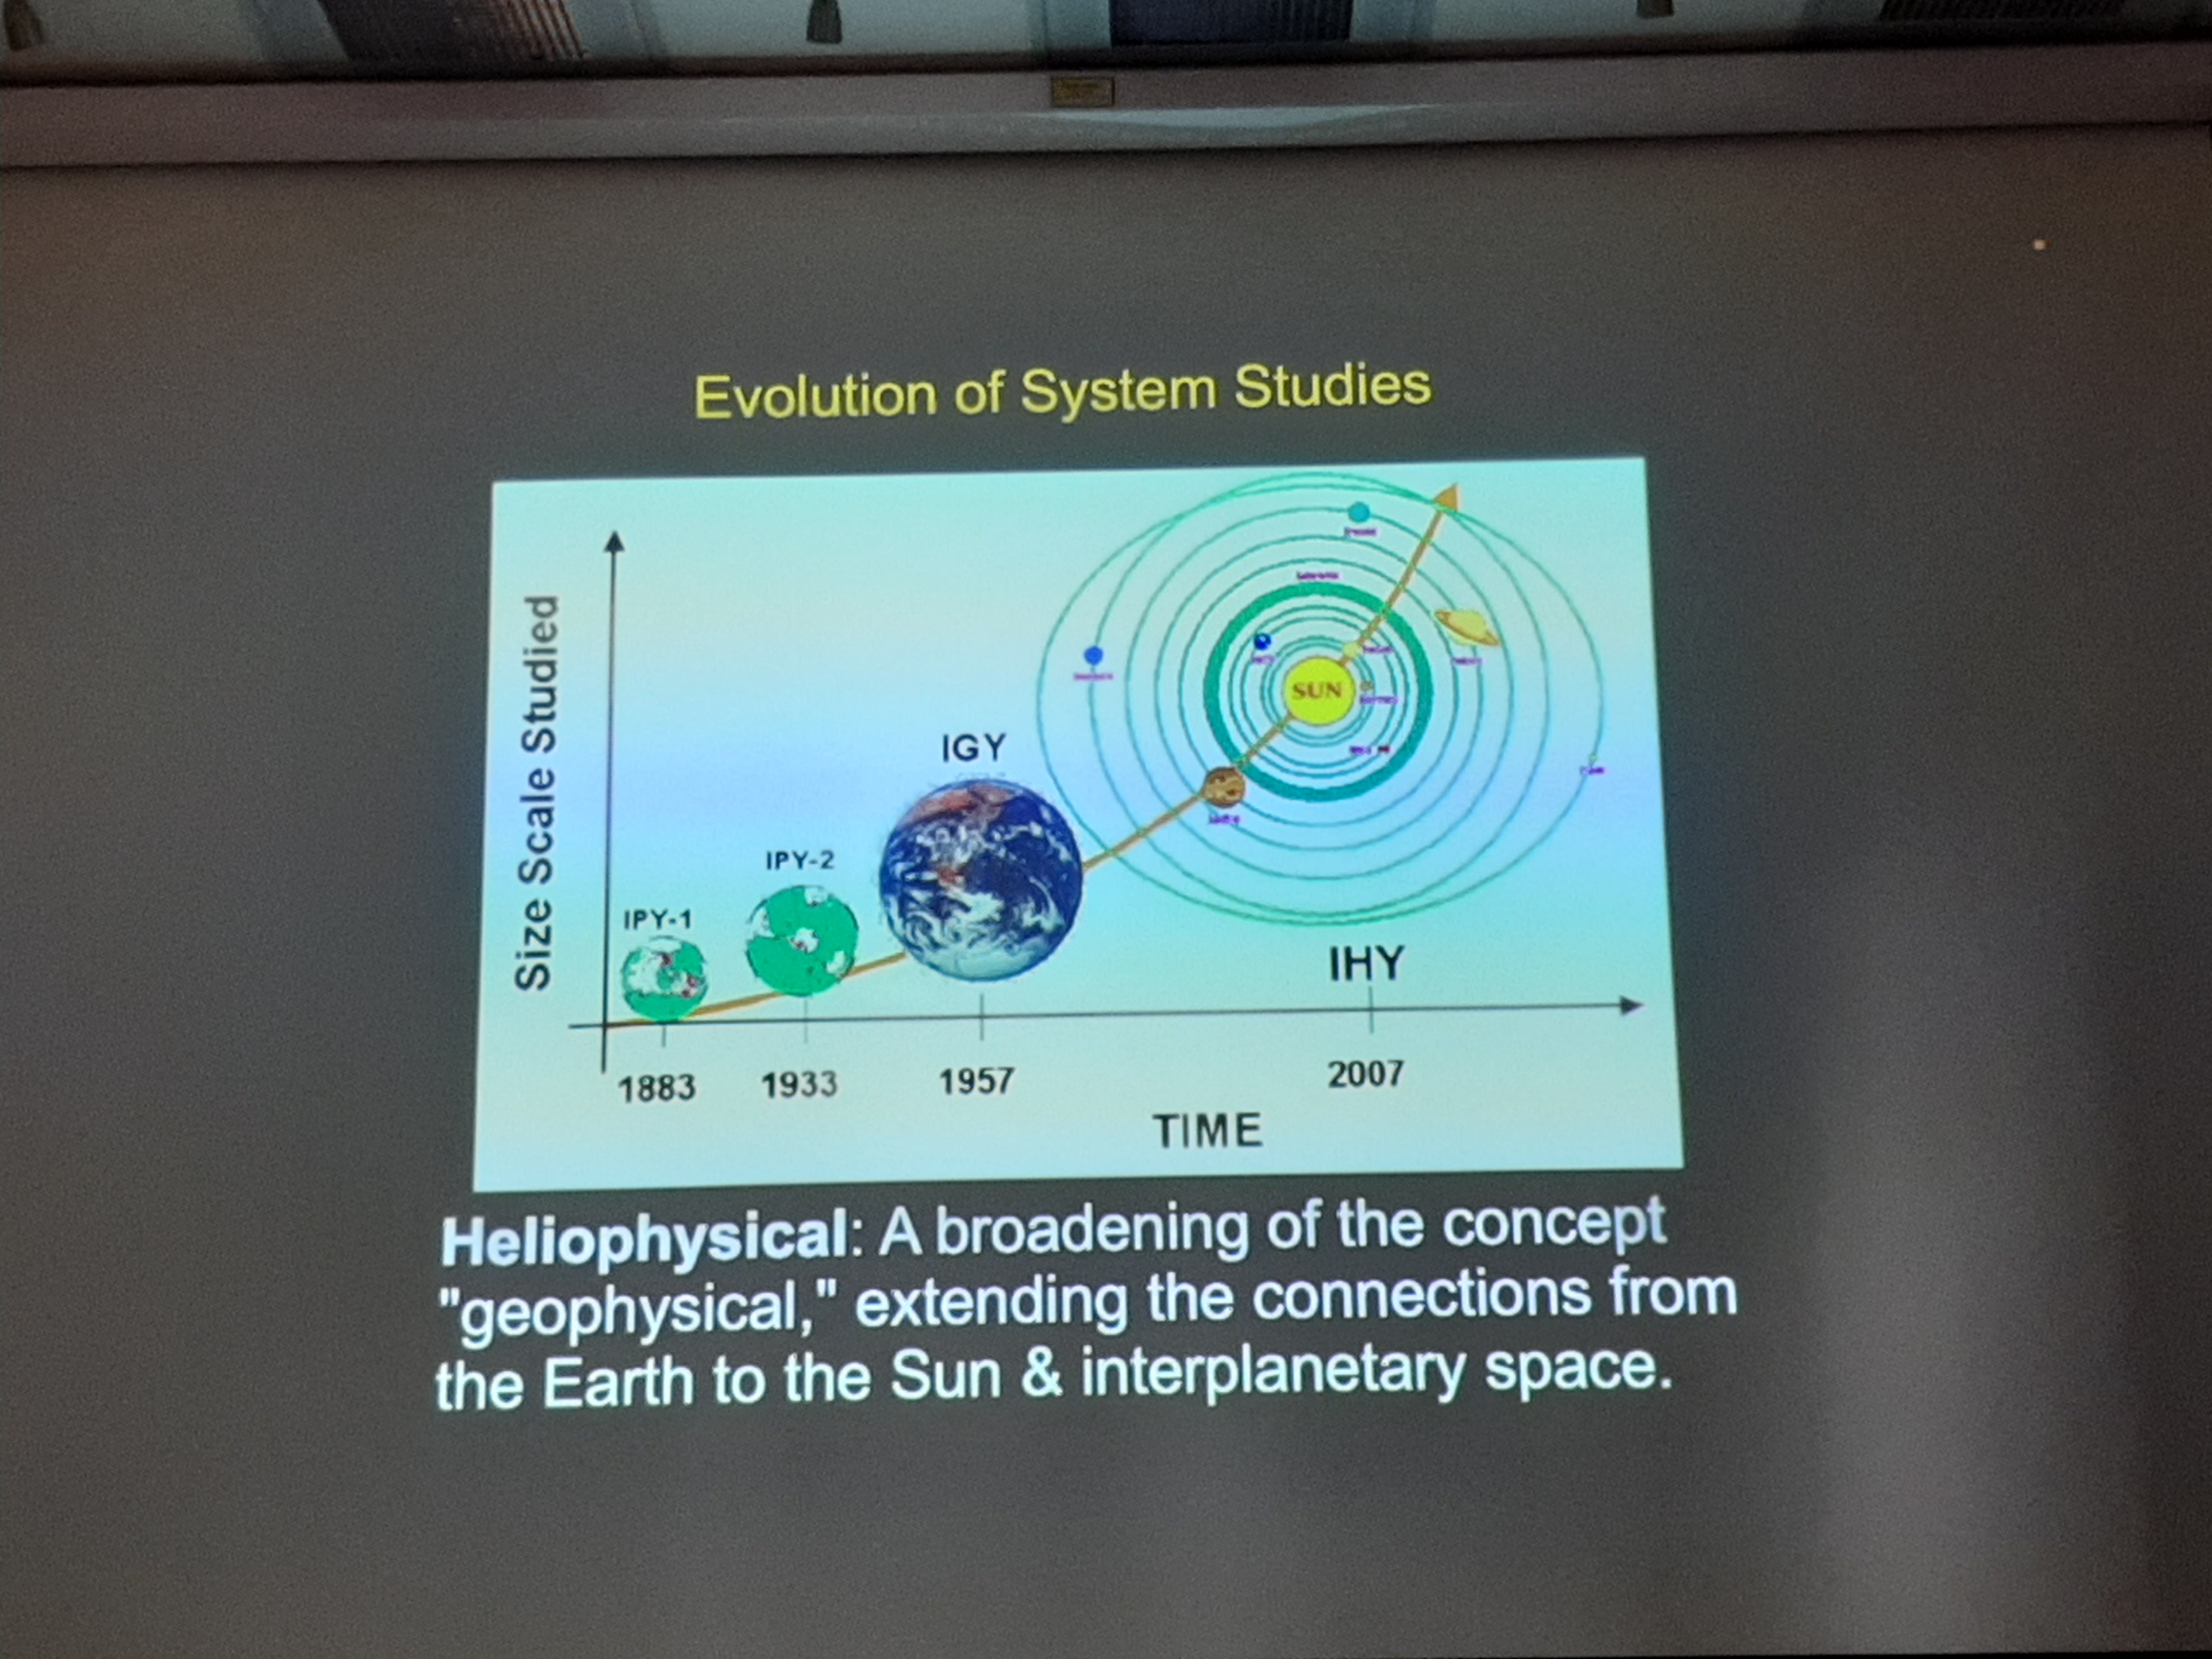 Evolution of System Studies
Size Scale Studied
SUN
IGY
IPY-2
IPY-1
IHY
1883 1933 1957 2007
TIME
Heliophysical: A broadening of the concept
"geophysical," extending the connections from
the Earth to the Sun & interplanetary space.